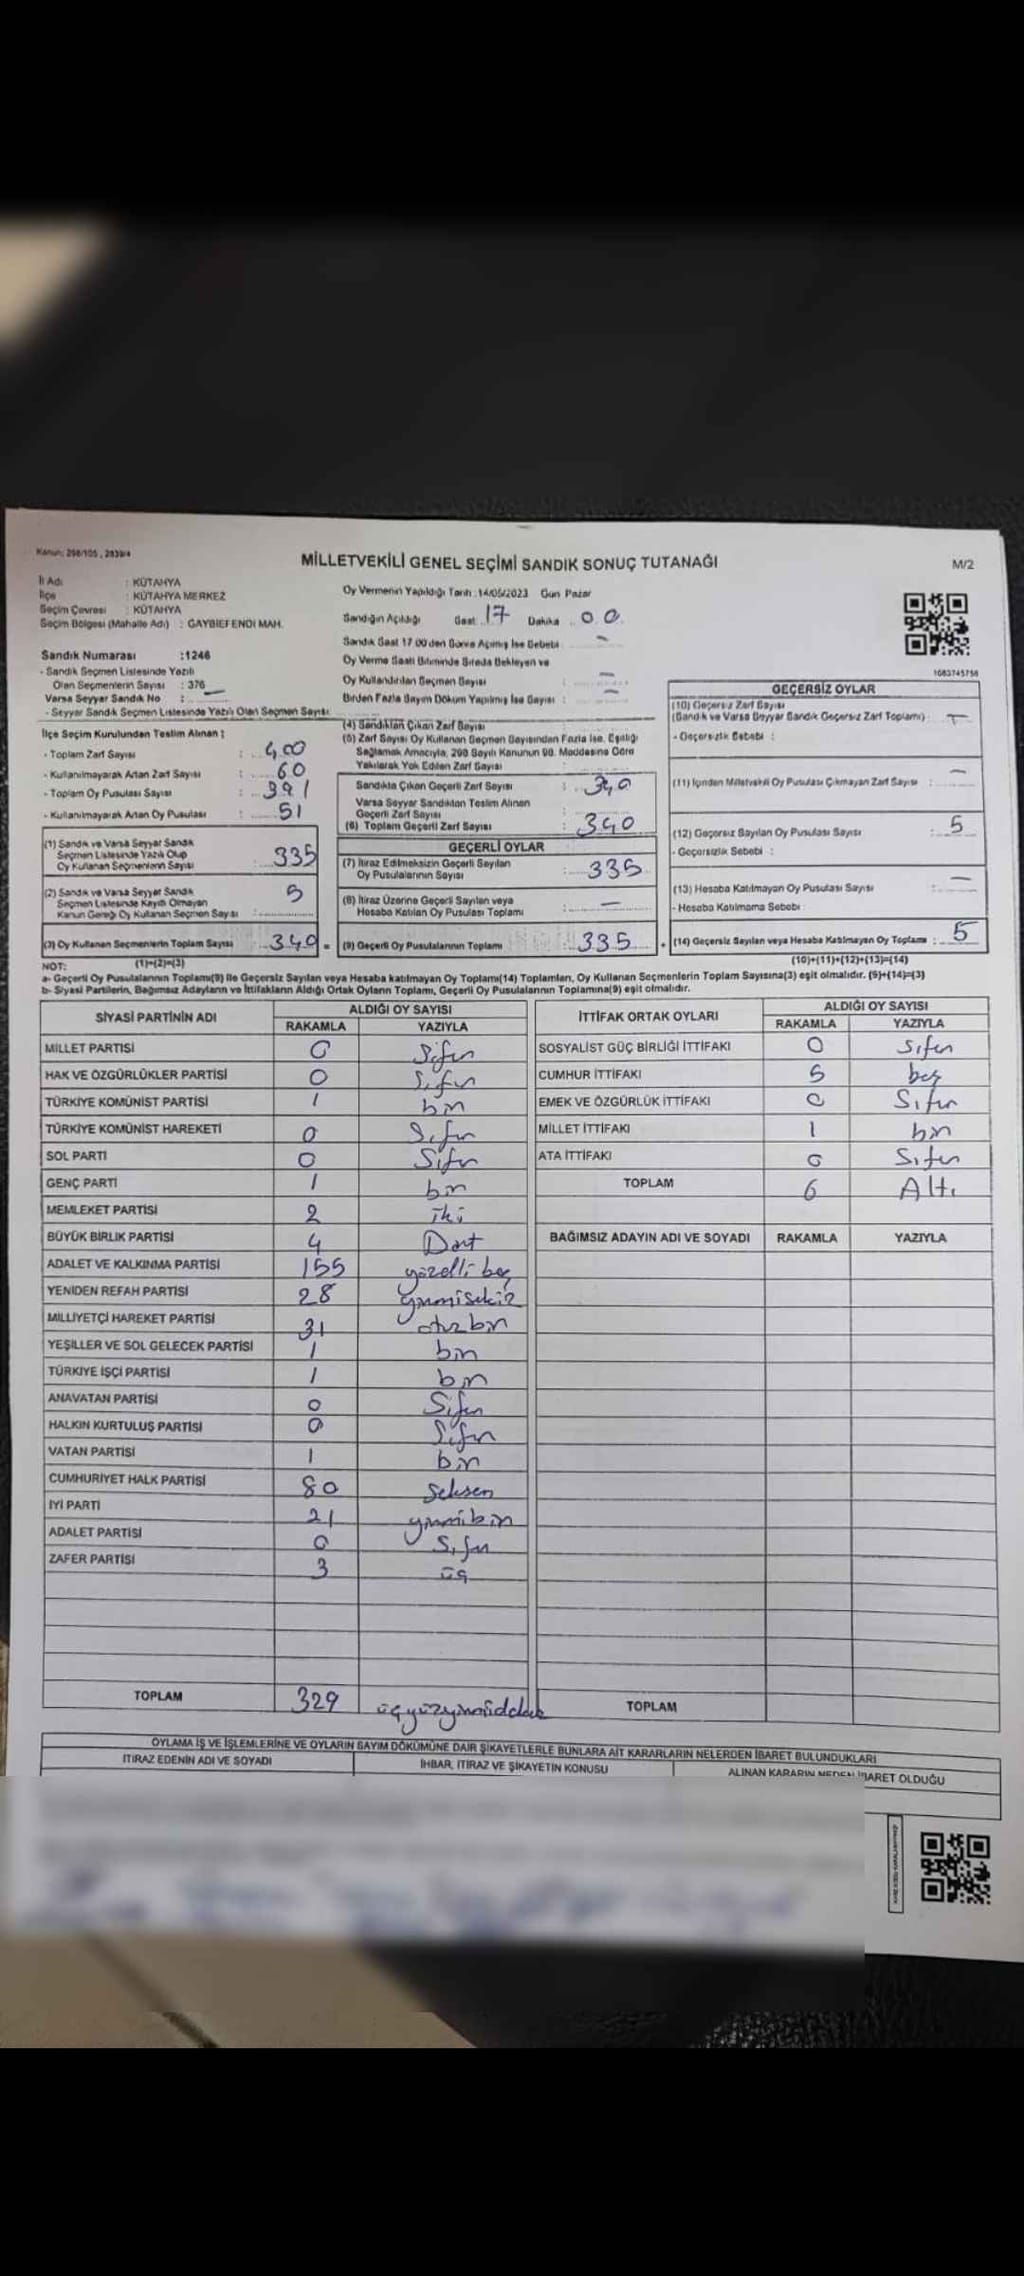 Kanun: 298/105, 2839/4
MİLLETVEKİLİ GENEL SEÇİMİ SANDIK SONUÇ TUTANAĞI
M/2
İl Adı : KÜTAHYA
İlçe : KÜTAHYA MERKEZ
Seçim Çevresi : KÜTAHYA
Seçim Bölgesi (Mahalle Adı) : GAYBİEFENDİ MAH.
Sandık Numarası :1246
- Sandık Seçmen Listesinde Yazılı
Olan Seçmenlerin Sayısı : 376
Varsa Seyyar Sandık No : —
- Seyyar Sandık Seçmen Listesinde Yazılı Olan Seçmen Sayısı:
Oy Vermenin Yapıldığı Tarih :14/05/2023 Gün Pazar
Sandığın Açıldığı Saat 17 Dakika 00
Sandık Saat 17.00'den Sonra Açılmış İse Sebebi : —
Oy Verme Saati Bitiminde Sırada Bekleyen ve
Oy Kullandırılan Seçmen Sayısı : —
Birden Fazla Sayım Döküm Yapılmış İse Sayısı : —
1683745758
İlçe Seçim Kurulundan Teslim Alınan :
- Toplam Zarf Sayısı : 400
- Kullanılmayarak Artan Zarf Sayısı : 60
- Toplam Oy Pusulası Sayısı : 391
- Kullanılmayarak Artan Oy Pusulası : 51
(1) Sandık ve Varsa Seyyar Sandık
Seçmen Listesinde Yazılı Olup
Oy Kullanan Seçmenlerin Sayısı : 335
(2) Sandık ve Varsa Seyyar Sandık
Seçmen Listesinde Kayıtlı Olmayan
Kanun Gereği Oy Kullanan Seçmen Sayısı : 5
(3) Oy Kullanan Seçmenlerin Toplam Sayısı : 340 =
(1)+(2)=(3)
(4) Sandıktan Çıkan Zarf Sayısı :
(5) Zarf Sayısı Oy Kullanan Seçmen Sayısından Fazla İse, Eşitliği
Sağlamak Amacıyla, 298 Sayılı Kanunun 98. Maddesine Göre
Yakılarak Yok Edilen Zarf Sayısı :
Sandıkta Çıkan Geçerli Zarf Sayısı : 340
Varsa Seyyar Sandıktan Teslim Alınan
Geçerli Zarf Sayısı :
(6) Toplam Geçerli Zarf Sayısı : 340
GEÇERLİ OYLAR
(7) İtiraz Edilmeksizin Geçerli Sayılan
Oy Pusulalarının Sayısı : 335
(8) İtiraz Üzerine Geçerli Sayılan veya
Hesaba Katılan Oy Pusulası Toplamı : —
(9) Geçerli Oy Pusulalarının Toplamı : 335 +
GEÇERSİZ OYLAR
(10) Geçersiz Zarf Sayısı
(Sandık ve Varsa Seyyar Sandık Geçersiz Zarf Toplamı) : —
- Geçersizlik Sebebi :
(11) İçinden Milletvekili Oy Pusulası Çıkmayan Zarf Sayısı : —
(12) Geçersiz Sayılan Oy Pusulası Sayısı : 5
- Geçersizlik Sebebi :
(13) Hesaba Katılmayan Oy Pusulası Sayısı : —
- Hesaba Katılmama Sebebi :
(14) Geçersiz Sayılan veya Hesaba Katılmayan Oy Toplamı : 5
(10)+(11)+(12)+(13)=(14)
NOT:
a- Geçerli Oy Pusulalarının Toplamı(9) İle Geçersiz Sayılan veya Hesaba katılmayan Oy Toplamı(14) Toplamları, Oy Kullanan Seçmenlerin Toplam Sayısına(3) eşit olmalıdır. (9)+(14)=(3)
b- Siyasi Partilerin, Bağımsız Adayların ve İttifakların Aldığı Ortak Oyların Toplamı, Geçerli Oy Pusulalarının Toplamına(9) eşit olmalıdır.
SİYASİ PARTİNİN ADI ALDIĞI OY SAYISI
RAKAMLA YAZIYLA
MİLLET PARTİSİ 0 Sıfır
HAK VE ÖZGÜRLÜKLER PARTİSİ 0 Sıfır
TÜRKİYE KOMÜNİST PARTİSİ 1 bir
TÜRKİYE KOMÜNİST HAREKETİ 0 Sıfır
SOL PARTİ 0 Sıfır
GENÇ PARTİ 1 bir
MEMLEKET PARTİSİ 2 iki
BÜYÜK BİRLİK PARTİSİ 4 Dört
ADALET VE KALKINMA PARTİSİ 155 yüzelli beş
YENİDEN REFAH PARTİSİ 28 yirmisekiz
MİLLİYETÇİ HAREKET PARTİSİ 31 otuzbir
YEŞİLLER VE SOL GELECEK PARTİSİ 1 bir
TÜRKİYE İŞÇİ PARTİSİ 1 bir
ANAVATAN PARTİSİ 0 Sıfır
HALKIN KURTULUŞ PARTİSİ 0 Sıfır
VATAN PARTİSİ 1 bir
CUMHURİYET HALK PARTİSİ 80 Seksen
İYİ PARTİ 21 yirmibir
ADALET PARTİSİ 0 Sıfır
ZAFER PARTİSİ 3 üç
TOPLAM 329 üçyüzyirmidokuz
İTTİFAK ORTAK OYLARI ALDIĞI OY SAYISI
RAKAMLA YAZIYLA
SOSYALİST GÜÇ BİRLİĞİ İTTİFAKI 0 Sıfır
CUMHUR İTTİFAKI 5 beş
EMEK VE ÖZGÜRLÜK İTTİFAKI 0 Sıfır
MİLLET İTTİFAKI 1 bir
ATA İTTİFAKI 0 Sıfır
TOPLAM 6 Altı
BAĞIMSIZ ADAYIN ADI VE SOYADI RAKAMLA YAZIYLA
TOPLAM
OYLAMA İŞ VE İŞLEMLERİNE VE OYLARIN SAYIM DÖKÜMÜNE DAİR ŞİKAYETLERLE BUNLARA AİT KARARLARIN NELERDEN İBARET BULUNDUKLARI
İTİRAZ EDENİN ADI VE SOYADI İHBAR, İTİRAZ VE ŞİKAYETİN KONUSU ALINAN KARARIN NEDEN İBARET OLDUĞU